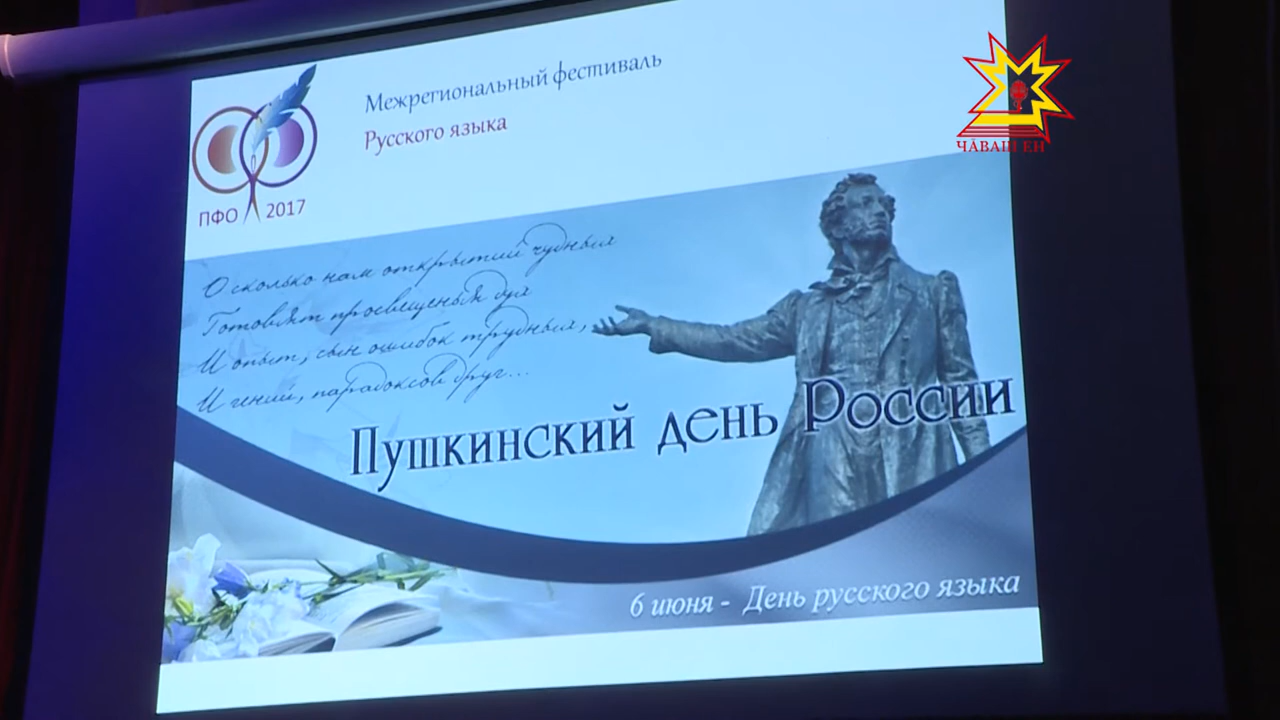 Межрегиональный фестиваль
Русского языка
ПФО 2017
ЧӐВАШ ЕН
О сколько нам открытий чудных
Готовят просвещенья дух
И опыт, сын ошибок трудных,
И гений, парадоксов друг...
Пушкинский день России
6 июня - День русского языка